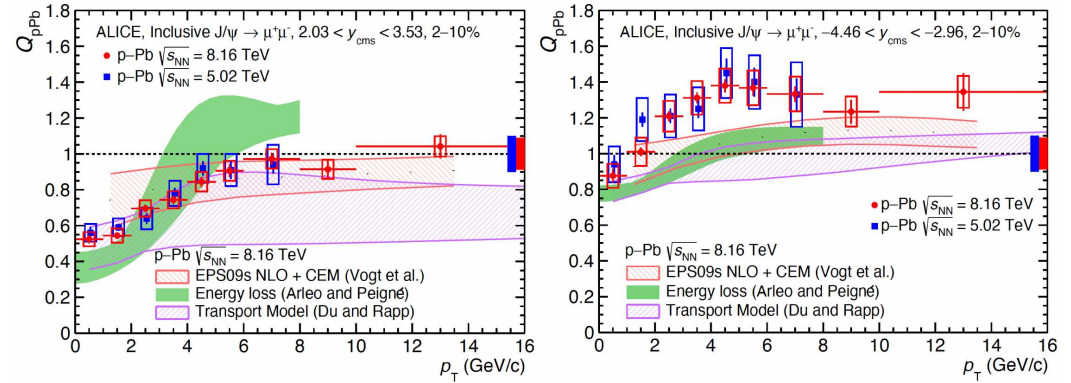 Q_pPb
ALICE, Inclusive J/ψ → μ⁺μ⁻, 2.03 < y_cms < 3.53, 2–10%
p–Pb √s_NN = 8.16 TeV
p–Pb √s_NN = 5.02 TeV
1.8
1.6
1.4
1.2
1
0.8
0.6
0.4
0.2
0
p–Pb √s_NN = 8.16 TeV
EPS09s NLO + CEM (Vogt et al.)
Energy loss (Arleo and Peigné)
Transport Model (Du and Rapp)
0 2 4 6 8 10 12 14 16
p_T (GeV/c)
Q_pPb
ALICE, Inclusive J/ψ → μ⁺μ⁻, −4.46 < y_cms < −2.96, 2–10%
1.8
1.6
1.4
1.2
1
0.8
0.6
0.4
0.2
0
p–Pb √s_NN = 8.16 TeV
p–Pb √s_NN = 5.02 TeV
p–Pb √s_NN = 8.16 TeV
EPS09s NLO + CEM (Vogt et al.)
Energy loss (Arleo and Peigné)
Transport Model (Du and Rapp)
0 2 4 6 8 10 12 14 16
p_T (GeV/c)